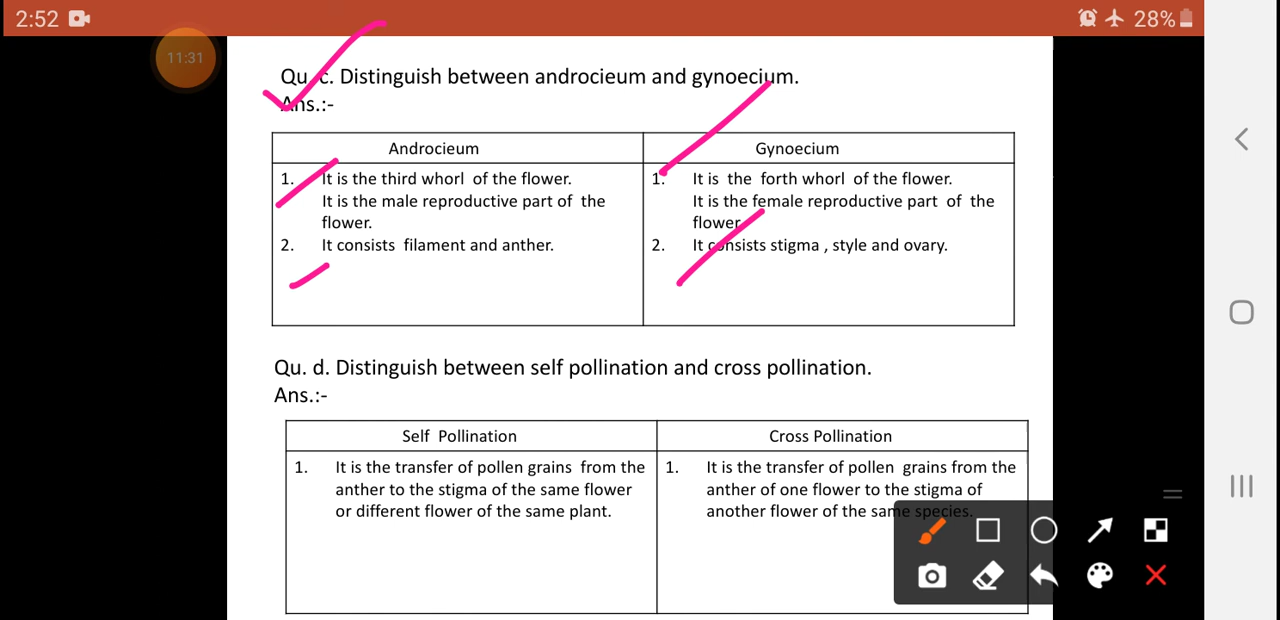 2:52
28%
11:31
Qu. c. Distinguish between androcieum and gynoecium.
Ans.:-
Androcieum
Gynoecium
1. It is the third whorl of the flower.
It is the male reproductive part of the
flower.
2. It consists filament and anther.
1. It is the forth whorl of the flower.
It is the female reproductive part of the
flower.
2. It consists stigma , style and ovary.
Qu. d. Distinguish between self pollination and cross pollination.
Ans.:-
Self Pollination
Cross Pollination
1. It is the transfer of pollen grains from the
anther to the stigma of the same flower
or different flower of the same plant.
1. It is the transfer of pollen grains from the
anther of one flower to the stigma of
another flower of the same species.